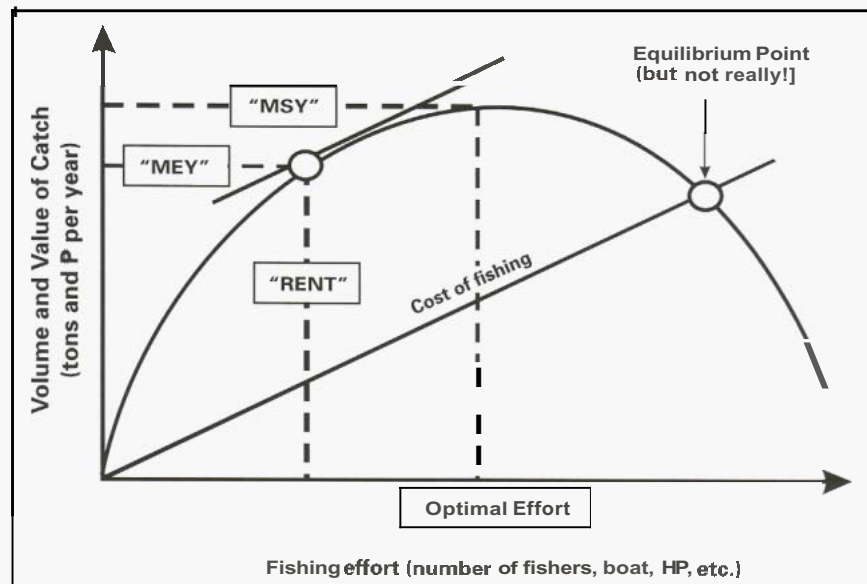 Equilibrium Point
(but not really!]
"MSY"
"MEY"
"RENT"
Cost of fishing
Volume and Value of Catch
(tons and P per year)
Optimal Effort
Fishing effort (number of fishers, boat, HP, etc.)